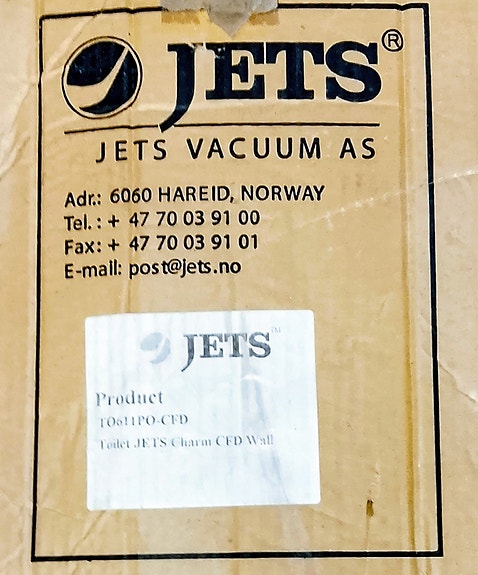 JETS®
JETS VACUUM AS
Adr.: 6060 HAREID, NORWAY
Tel. : + 47 70 03 91 00
Fax: + 47 70 03 91 01
E-mail: post@jets.no
JETS™
Product
TO611PO-CFD
Toilet JETS Charm CFD Wall